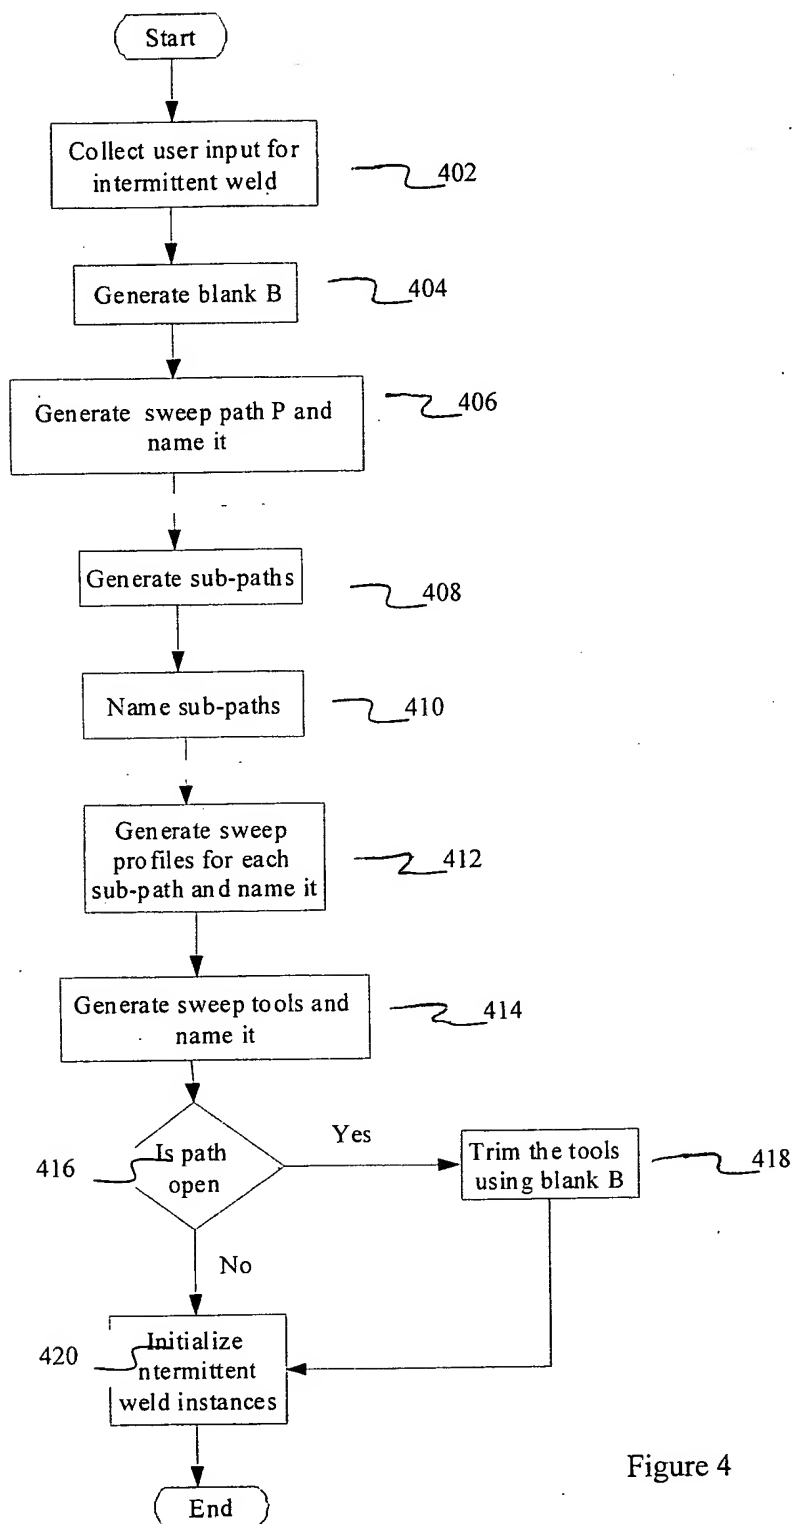 Start
Collect user input for
intermittent weld
402
Generate blank B
404
Generate sweep path P and
name it
406
Generate sub-paths
408
Name sub-paths
410
Generate sweep
profiles for each
sub-path and name it
412
Generate sweep tools and
name it
414
Is path
open
416
Yes
Trim the tools
using blank B
418
No
Initialize
ntermittent
weld instances
420
End
Figure 4